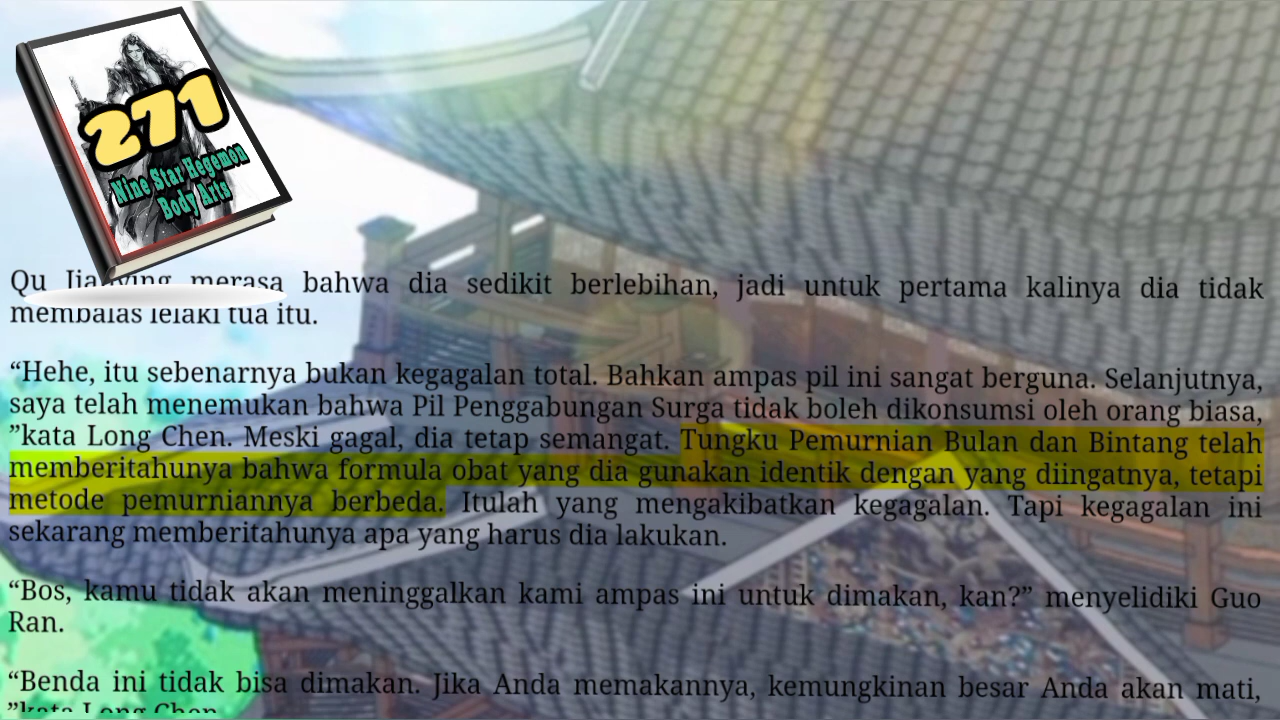 271
Nine Star Hegemon
Body Arts
Qu merasa bahwa dia sedikit berlebihan, jadi untuk pertama kalinya dia tidak
membalas lelaki tua itu.
“Hehe, itu sebenarnya bukan kegagalan total. Bahkan ampas pil ini sangat berguna. Selanjutnya,
saya telah menemukan bahwa Pil Penggabungan Surga tidak boleh dikonsumsi oleh orang biasa,
”kata Long Chen. Meski gagal, dia tetap semangat. Tungku Pemurnian Bulan dan Bintang telah
memberitahunya bahwa formula obat yang dia gunakan identik dengan yang diingatnya, tetapi
metode pemurniannya berbeda. Itulah yang mengakibatkan kegagalan. Tapi kegagalan ini
sekarang memberitahunya apa yang harus dia lakukan.
“Bos, kamu tidak akan meninggalkan kami ampas ini untuk dimakan, kan?” menyelidiki Guo
Ran.
“Benda ini tidak bisa dimakan. Jika Anda memakannya, kemungkinan besar Anda akan mati,
”kata Long Chen.